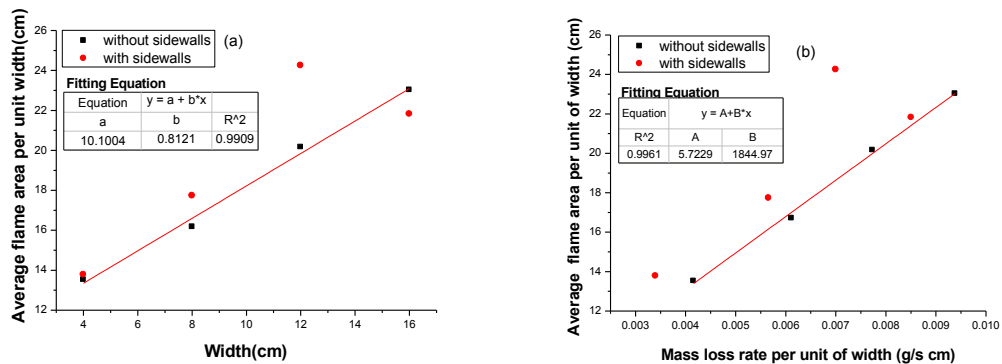 without sidewalls
with sidewalls
(a)
Fitting Equation
Equation y = a + b*x
a b R^2
10.1004 0.8121 0.9909
26
24
22
20
18
16
14
12
4 6 8 10 12 14 16
Average flame area per unit width(cm)
Width(cm)
without sidewalls
with sidewalls
(b)
Fitting Equation
Equation y = A+B*x
R^2 A B
0.9961 5.7229 1844.97
26
24
22
20
18
16
14
12
0.003 0.004 0.005 0.006 0.007 0.008 0.009 0.010
Average flame area per unit of width (cm)
Mass loss rate per unit of width (g/s cm)